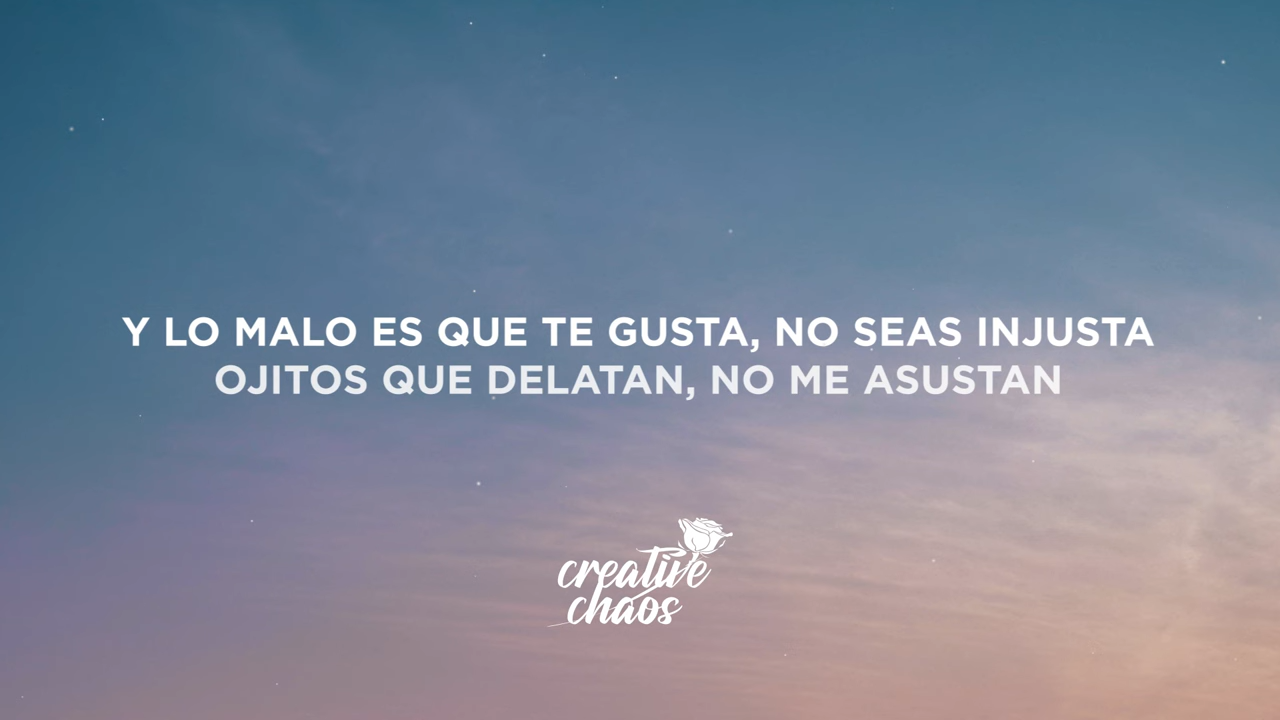 Y LO MALO ES QUE TE GUSTA, NO SEAS INJUSTA
OJITOS QUE DELATAN, NO ME ASUSTAN
creative
chaos